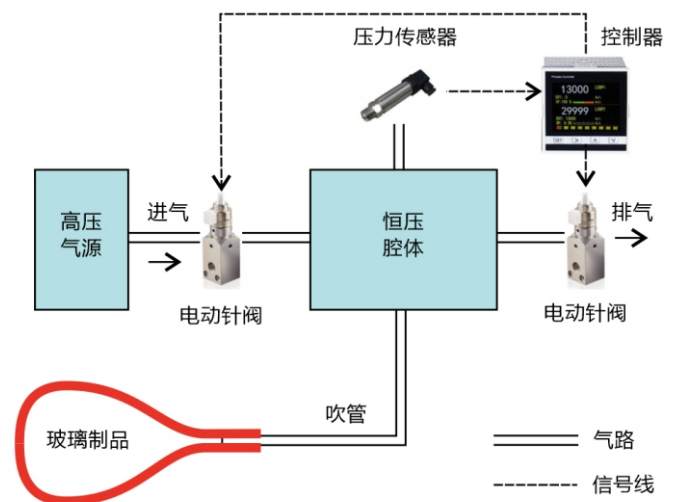 压力传感器
控制器
13000
29999
高压
气源
进气
恒压
腔体
排气
电动针阀
电动针阀
吹管
玻璃制品
气路
信号线